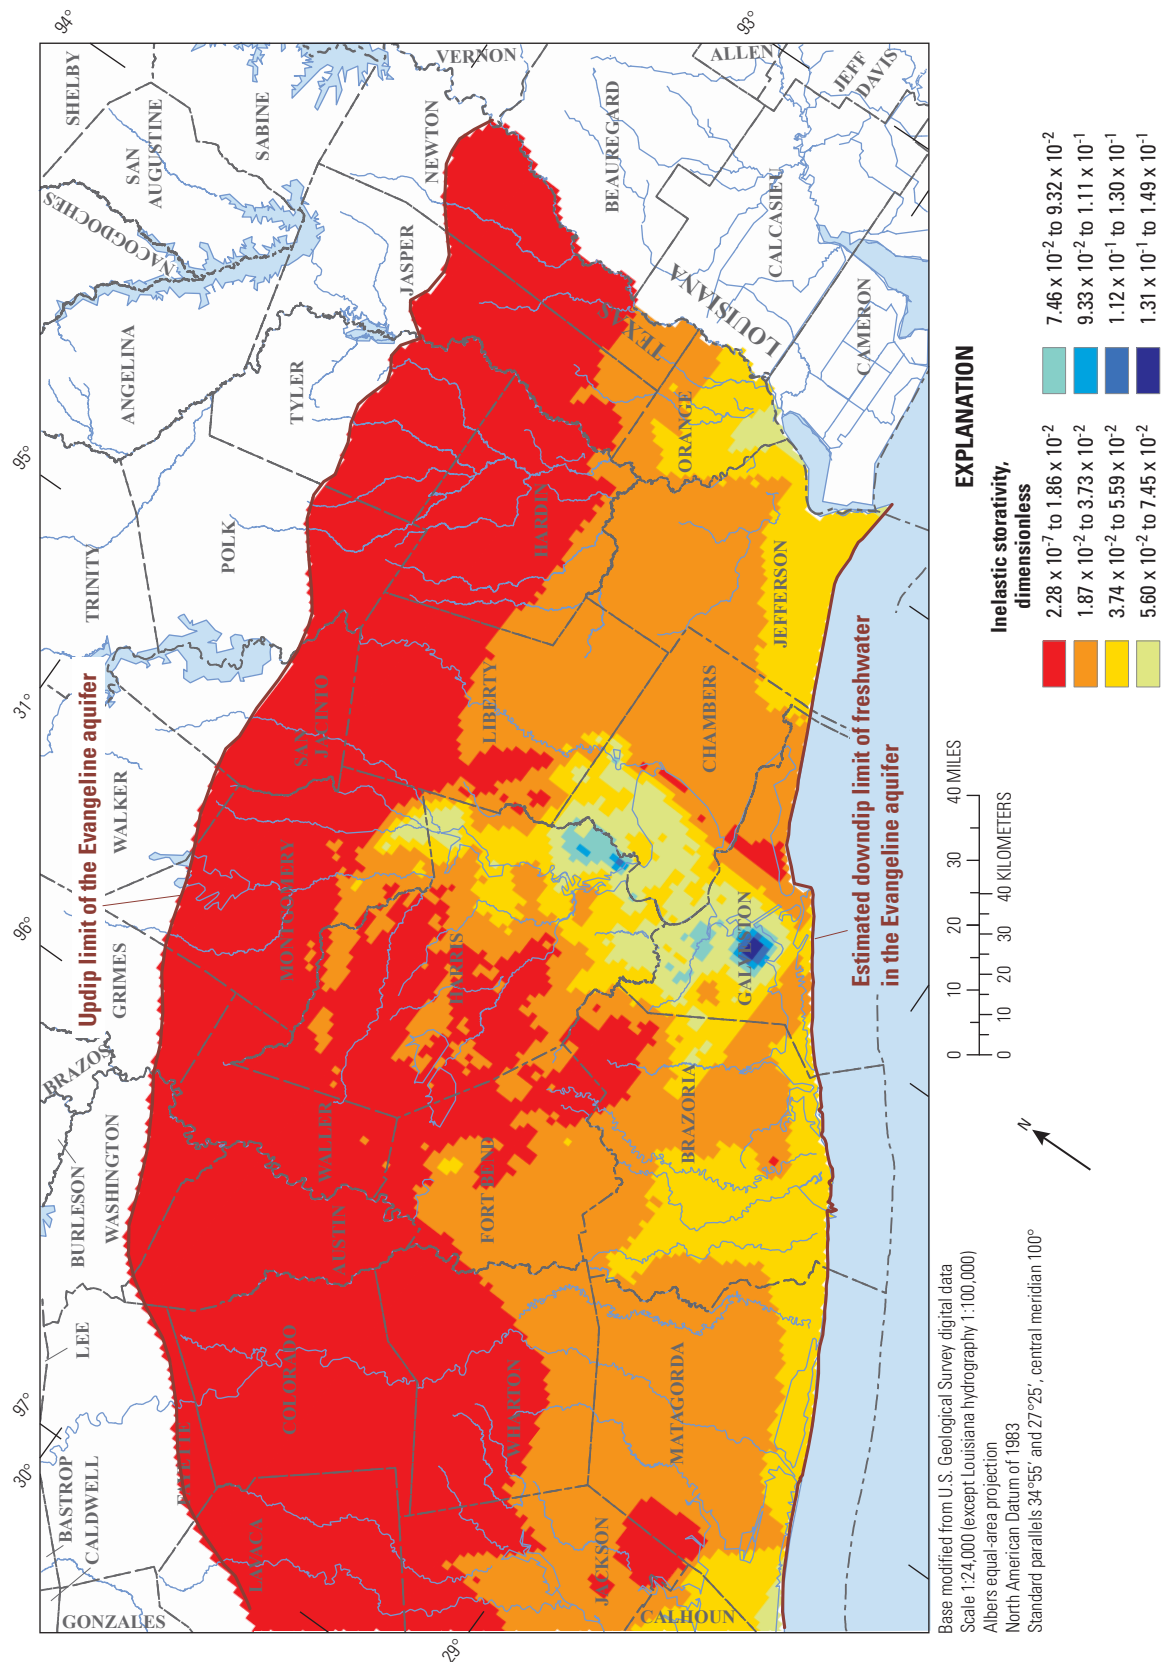 97°
96°
95°
94°
93°
31°
30°
29°
SHELBY
SAN
AUGUSTINE
SABINE
NACOGDOCHES
ANGELINA
TRINITY
POLK
TYLER
JASPER
NEWTON
VERNON
ALLEN
JEFF
DAVIS
BEAUREGARD
CALCASIEU
CAMERON
LOUISIANA
TEXAS
ORANGE
HARDIN
JEFFERSON
LIBERTY
CHAMBERS
SAN
JACINTO
WALKER
MONTGOMERY
GRIMES
HARRIS
GALVESTON
BRAZOS
BURLESON
WASHINGTON
WALLER
AUSTIN
FORT BEND
BRAZORIA
LEE
BASTROP
CALDWELL
FAYETTE
COLORADO
WHARTON
MATAGORDA
LAVACA
JACKSON
GONZALES
CALHOUN
Updip limit of the Evangeline aquifer
Estimated downdip limit of freshwater
in the Evangeline aquifer
Base modified from U.S. Geological Survey digital data
Scale 1:24,000 (except Louisiana hydrography 1:100,000)
Albers equal-area projection
North American Datum of 1983
Standard parallels 34°55′ and 27°25′, central meridian 100°
N
0 10 20 30 40 MILES
0 10 20 30 40 KILOMETERS
EXPLANATION
Inelastic storativity,
dimensionless
2.28 x 10⁻⁷ to 1.86 x 10⁻²
1.87 x 10⁻² to 3.73 x 10⁻²
3.74 x 10⁻² to 5.59 x 10⁻²
5.60 x 10⁻² to 7.45 x 10⁻²
7.46 x 10⁻² to 9.32 x 10⁻²
9.33 x 10⁻² to 1.11 x 10⁻¹
1.12 x 10⁻¹ to 1.30 x 10⁻¹
1.31 x 10⁻¹ to 1.49 x 10⁻¹